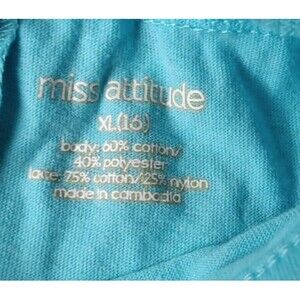 miss attitude
XL(16)
body: 60% cotton/
40% polyester
lace: 75% cotton/25% nylon
made in cambodia